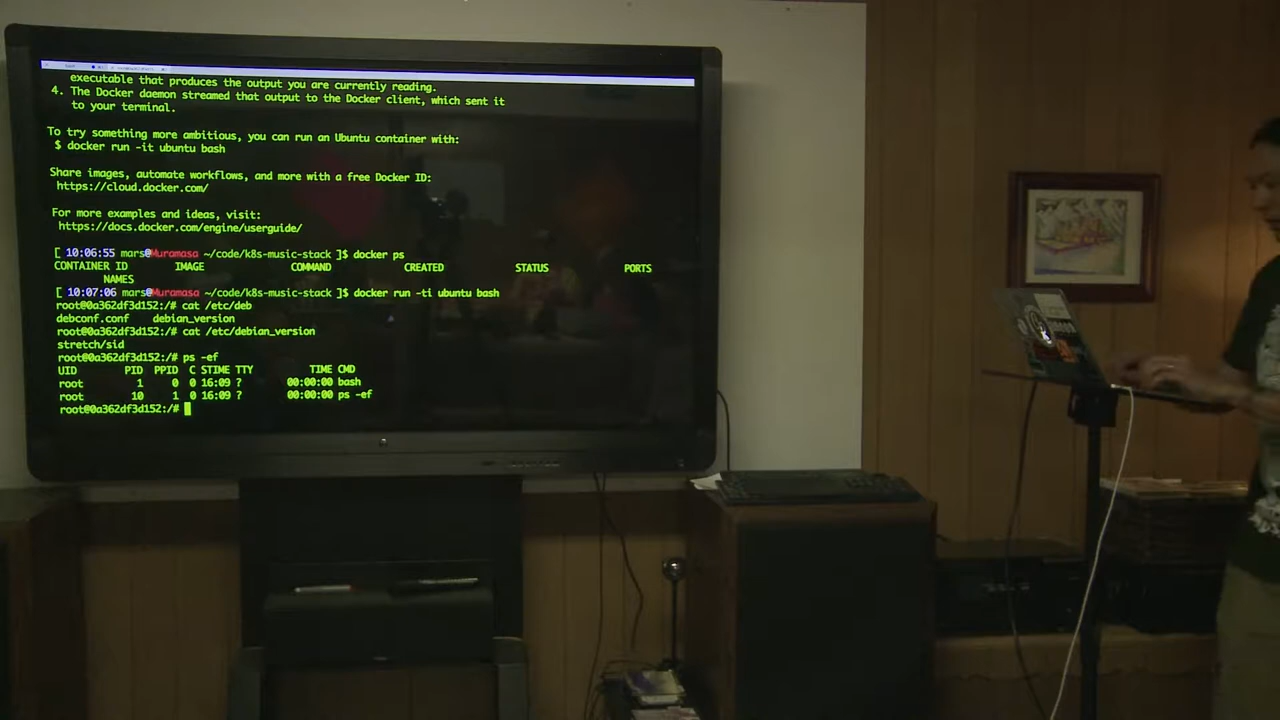 executable that produces the output you are currently reading.
4. The Docker daemon streamed that output to the Docker client, which sent it
to your terminal.
To try something more ambitious, you can run an Ubuntu container with:
$ docker run -it ubuntu bash
Share images, automate workflows, and more with a free Docker ID:
https://cloud.docker.com/
For more examples and ideas, visit:
https://docs.docker.com/engine/userguide/
[ 10:06:55 mars@Muramasa ~/code/k8s-music-stack ]$ docker ps
CONTAINER ID IMAGE COMMAND CREATED STATUS PORTS
NAMES
[ 10:07:06 mars@Muramasa ~/code/k8s-music-stack ]$ docker run -ti ubuntu bash
root@0a362df3d152:/# cat /etc/deb
debconf.conf debian_version
root@0a362df3d152:/# cat /etc/debian_version
stretch/sid
root@0a362df3d152:/# ps -ef
UID PID PPID C STIME TTY TIME CMD
root 1 0 0 16:09 ? 00:00:00 bash
root 10 1 0 16:09 ? 00:00:00 ps -ef
root@0a362df3d152:/#